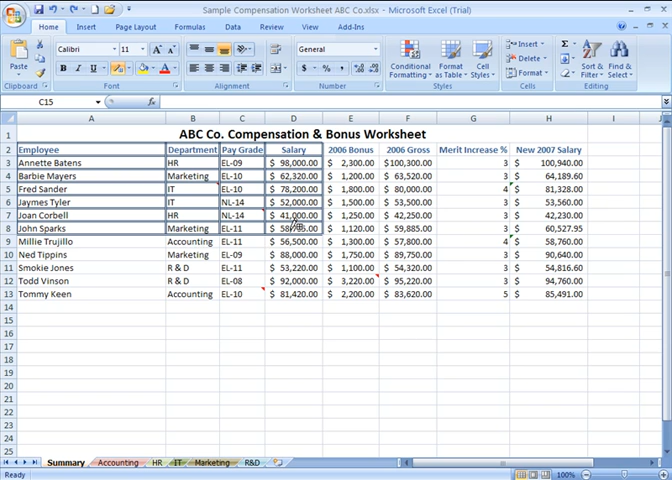 Sample Compensation Worksheet ABC Co.xlsx - Microsoft Excel (Trial)
Home Insert Page Layout Formulas Data Review View Add-Ins
Paste Calibri 11 General Conditional Formatting Format as Table Cell Styles Insert Delete Format Sort & Filter Find & Select
Clipboard Font Alignment Number Styles Cells Editing
C15 fx
A B C D E F G H I J
1 ABC Co. Compensation & Bonus Worksheet
2 Employee Department Pay Grade Salary 2006 Bonus 2006 Gross Merit Increase % New 2007 Salary
3 Annette Batens HR EL-09 $ 98,000.00 $ 2,300.00 $100,300.00 3 $ 100,940.00
4 Barbie Mayers Marketing EL-10 $ 62,320.00 $ 1,200.00 $ 63,520.00 3 $ 64,189.60
5 Fred Sander IT EL-10 $ 78,200.00 $ 1,800.00 $ 80,000.00 4 $ 81,328.00
6 Jaymes Tyler IT NL-14 $ 52,000.00 $ 1,500.00 $ 53,500.00 3 $ 53,560.00
7 Joan Corbell HR NL-14 $ 41,000.00 $ 1,250.00 $ 42,250.00 3 $ 42,230.00
8 John Sparks Marketing EL-11 $ $ 1,120.00 $ 59,885.00 3 $ 60,527.95
9 Millie Trujillo Accounting EL-11 $ 56,500.00 $ 1,300.00 $ 57,800.00 4 $ 58,760.00
10 Ned Tippins Marketing EL-09 $ 88,000.00 $ 1,750.00 $ 89,750.00 3 $ 90,640.00
11 Smokie Jones R & D EL-11 $ 53,220.00 $ 1,100.00 $ 54,320.00 3 $ 54,816.60
12 Todd Vinson R & D EL-08 $ 92,000.00 $ 3,220.00 $ 95,220.00 3 $ 94,760.00
13 Tommy Keen Accounting EL-10 $ 81,420.00 $ 2,200.00 $ 83,620.00 5 $ 85,491.00
14
15
16
17
18
19
20
21
22
23
24
25
Summary Accounting HR IT Marketing R&D
Ready 100%